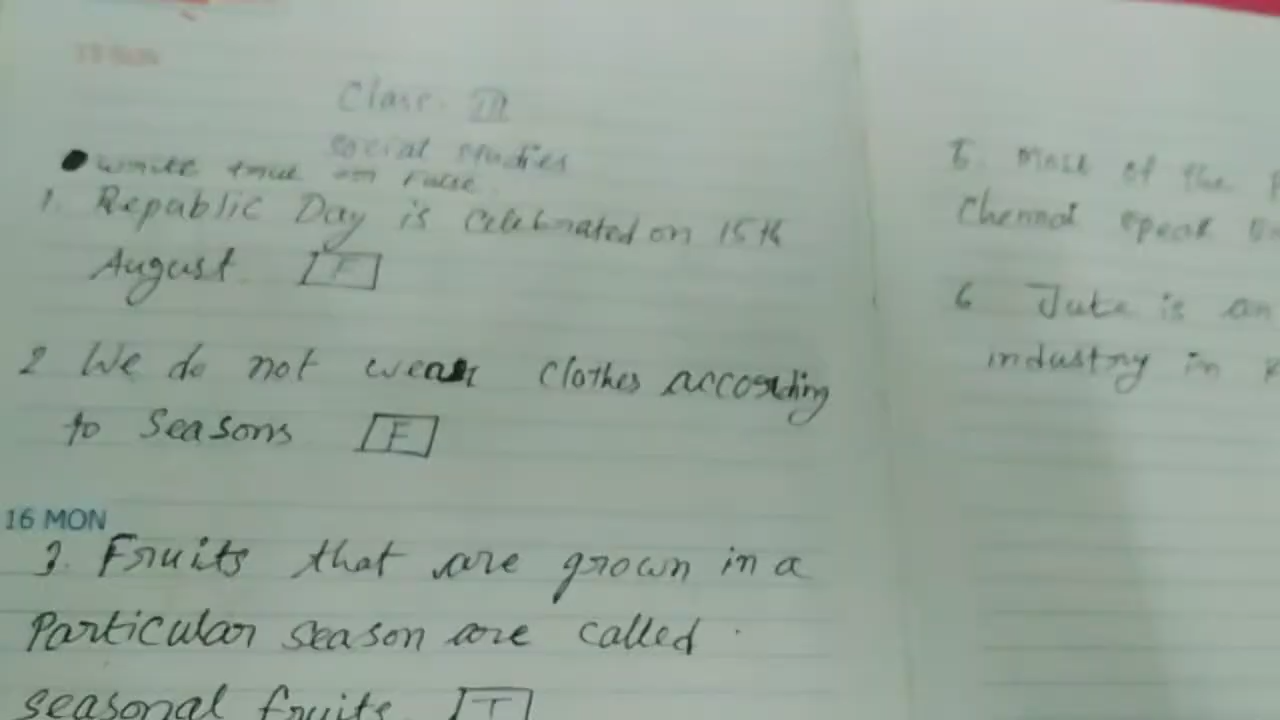 Class. III
Social studies
write true or false.
1. Republic Day is celebrated on 15th
August. F
2 We do not wear clothes according
to seasons F
16 MON
3. Fruits that are grown in a
Particular season are called
seasonal fruits. T
5. Most of the
Chennai speak
6 Jute is an
industry in